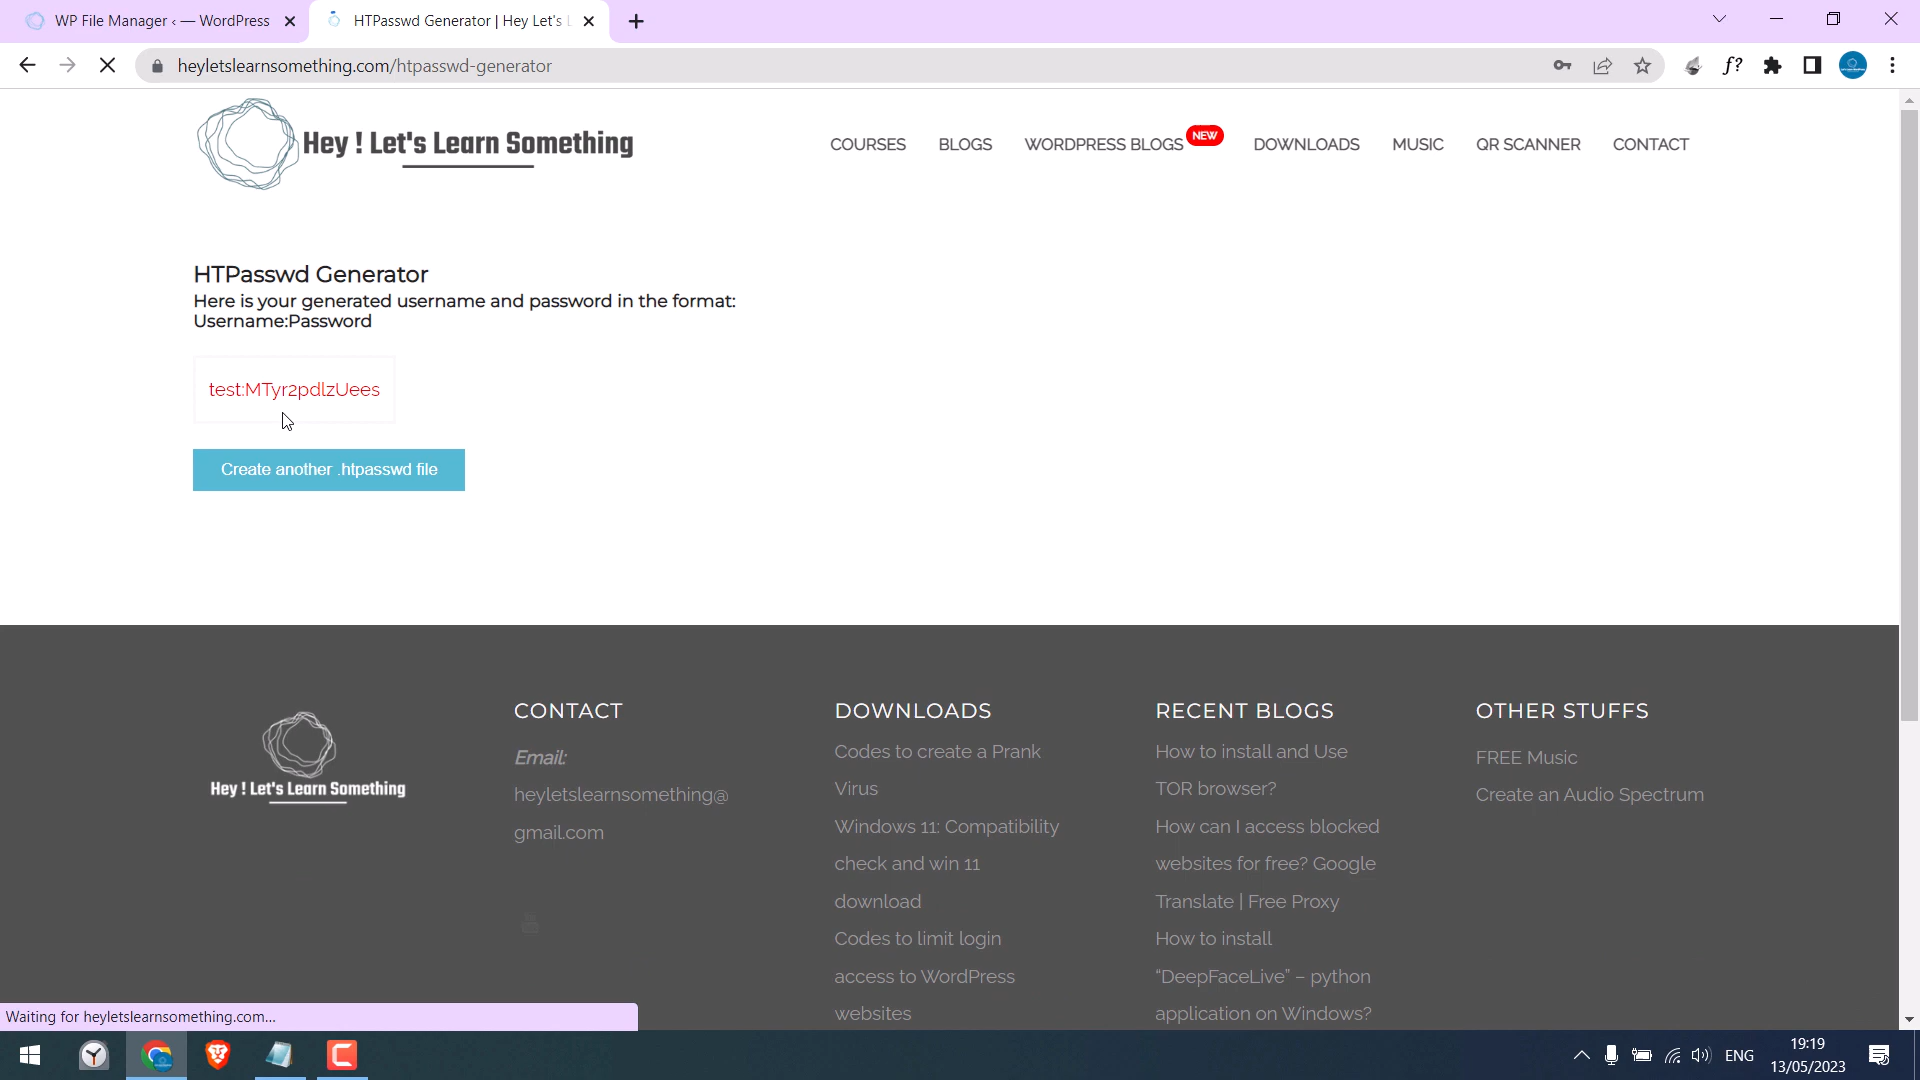 WP File Manager ‹ — WordPress
HTPasswd Generator | Hey Let's L
heyletslearnsomething.com/htpasswd-generator
f?
Hey ! Let's Learn Something
COURSES
BLOGS
WORDPRESS BLOGS
NEW
DOWNLOADS
MUSIC
QR SCANNER
CONTACT
HTPasswd Generator
Here is your generated username and password in the format:
Username:Password
test:MTyr2pdlzUees
Create another .htpasswd file
Hey ! Let's Learn Something
CONTACT
Email:
heyletslearnsomething@
gmail.com
DOWNLOADS
Codes to create a Prank
Virus
Windows 11: Compatibility
check and win 11
download
Codes to limit login
access to WordPress
websites
RECENT BLOGS
How to install and Use
TOR browser?
How can I access blocked
websites for free? Google
Translate | Free Proxy
How to install
“DeepFaceLive” – python
application on Windows?
OTHER STUFFS
FREE Music
Create an Audio Spectrum
Waiting for heyletslearnsomething.com...
ENG
19:19
13/05/2023